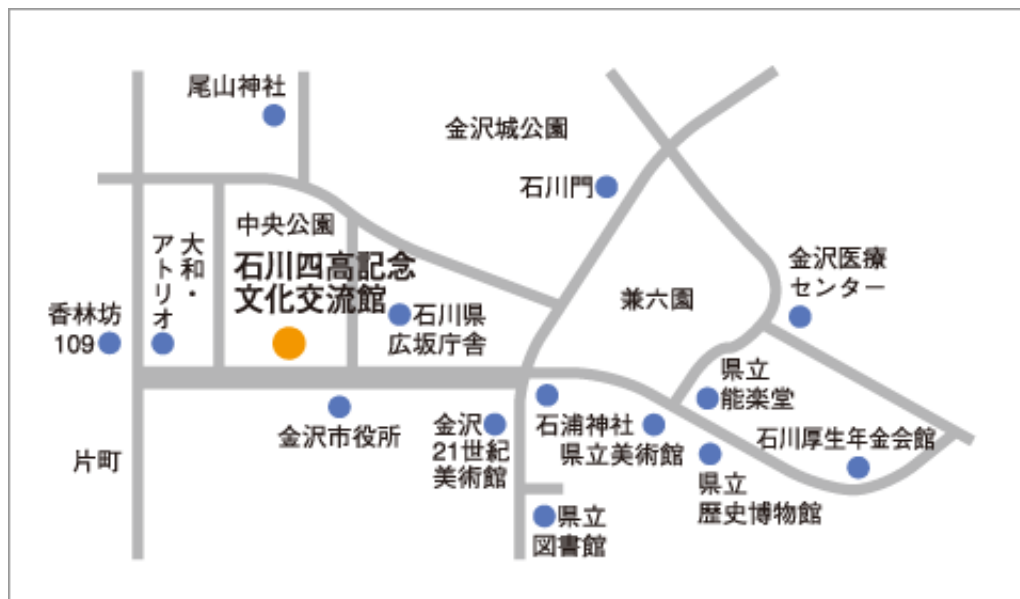 尾山神社
金沢城公園
石川門
中央公園
大和・
アトリオ
石川四高記念
文化交流館
金沢医療
センター
兼六園
香林坊
109
石川県
広坂庁舎
県立
能楽堂
金沢市役所
金沢
21世紀
美術館
石浦神社
県立美術館
石川厚生年金会館
片町
県立
歴史博物館
県立
図書館